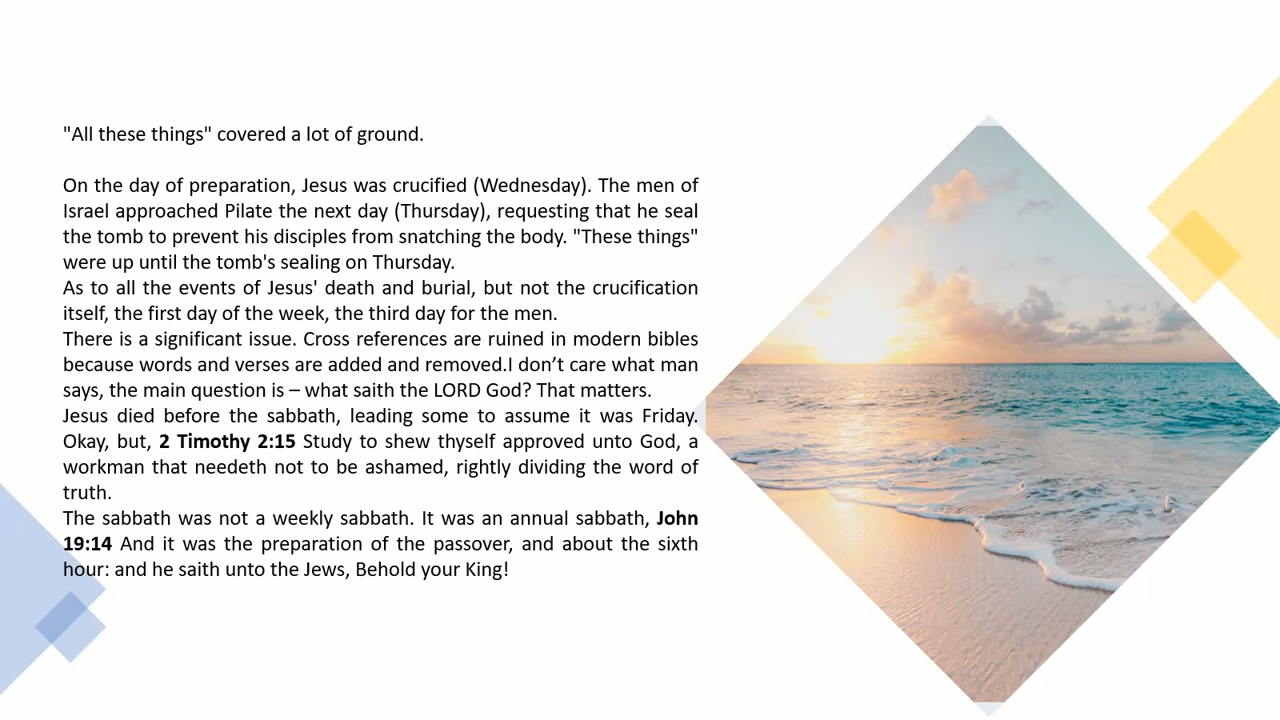 "All these things" covered a lot of ground.
On the day of preparation, Jesus was crucified (Wednesday). The men of
Israel approached Pilate the next day (Thursday), requesting that he seal
the tomb to prevent his disciples from snatching the body. "These things"
were up until the tomb's sealing on Thursday.
As to all the events of Jesus' death and burial, but not the crucifixion
itself, the first day of the week, the third day for the men.
There is a significant issue. Cross references are ruined in modern bibles
because words and verses are added and removed.I don’t care what man
says, the main question is – what saith the LORD God? That matters.
Jesus died before the sabbath, leading some to assume it was Friday.
Okay, but, 2 Timothy 2:15 Study to shew thyself approved unto God, a
workman that needeth not to be ashamed, rightly dividing the word of
truth.
The sabbath was not a weekly sabbath. It was an annual sabbath, John
19:14 And it was the preparation of the passover, and about the sixth
hour: and he saith unto the Jews, Behold your King!